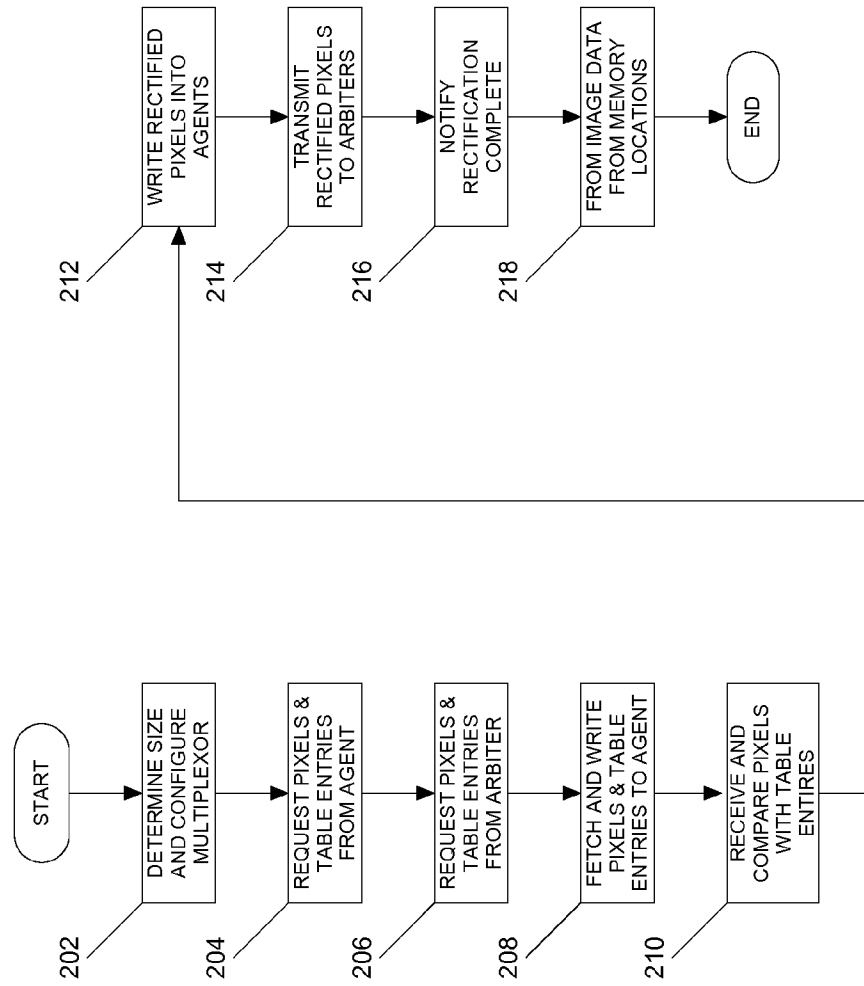 START
202
DETERMINE SIZE
AND CONFIGURE
MULTIPLEXOR
204
REQUEST PIXELS &
TABLE ENTRIES
FROM AGENT
206
REQUEST PIXELS &
TABLE ENTRIES
FROM ARBITER
208
FETCH AND WRITE
PIXELS & TABLE
ENTRIES TO AGENT
210
RECEIVE AND
COMPARE PIXELS
WITH TABLE
ENTIRES
212
WRITE RECTIFIED
PIXELS INTO
AGENTS
214
TRANSMIT
RECTIFIED PIXELS
TO ARBITERS
216
NOTIFY
RECTIFICATION
COMPLETE
218
FROM IMAGE DATA
FROM MEMORY
LOCATIONS
END